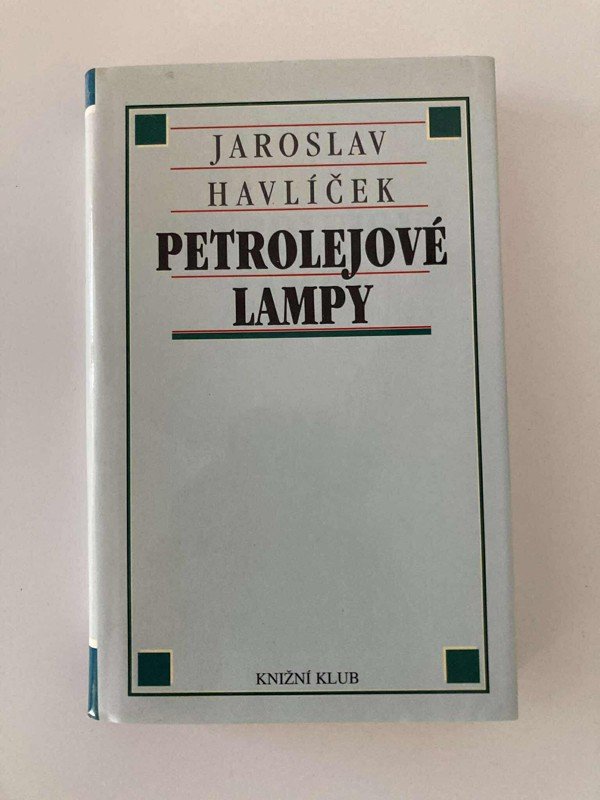 JAROSLAV
HAVLÍČEK
PETROLEJOVÉ
LAMPY
KNIŽNÍ KLUB